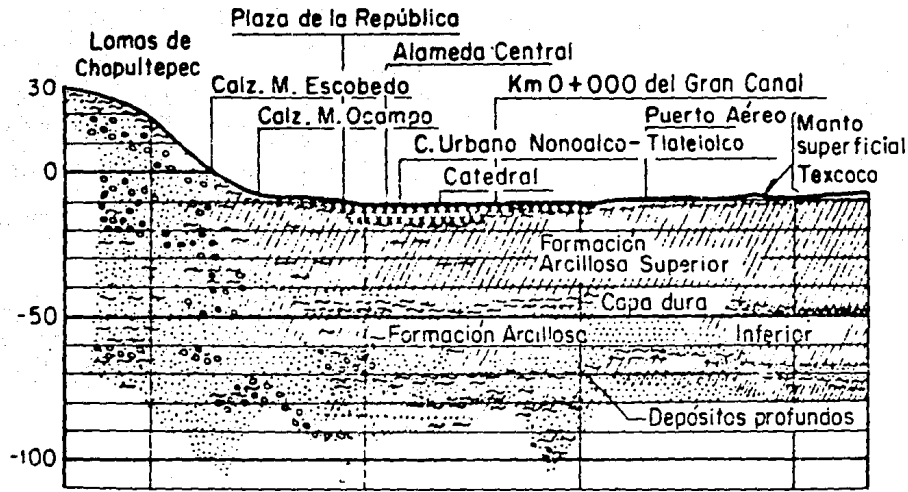 Plaza de la República
Lomas de
Chapultepec
Alameda Central
Calz. M. Escobedo
Km 0+000 del Gran Canal
Calz. M. Ocampo
Puerto Aéreo
Manto
superficial
Texcoco
C. Urbano Nonoalco-Tlatelolco
Catedral
30
0
-50
-100
Formación
Arcillosa Superior
Capa dura
Formación Arcillosa Inferior
Depósitos profundos